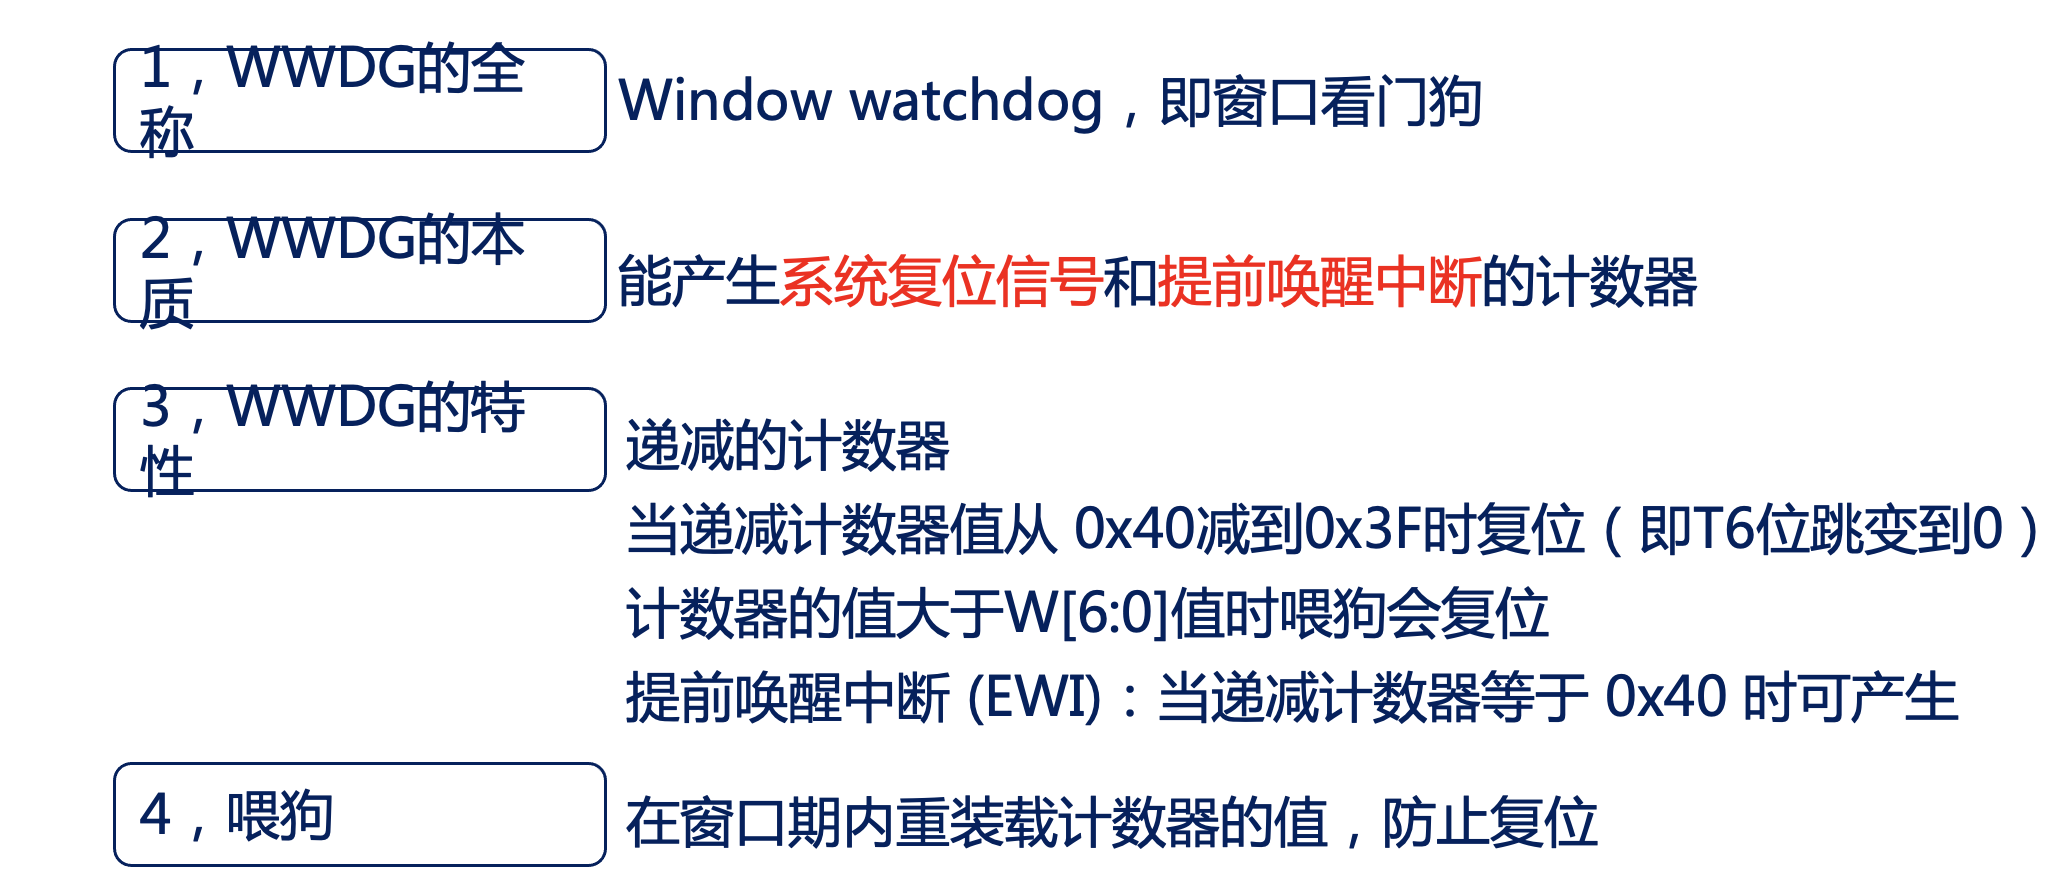 1，WWDG的全
称
Window watchdog，即窗口看门狗
2，WWDG的本
质
能产生系统复位信号和提前唤醒中断的计数器
3，WWDG的特
性
递减的计数器
当递减计数器值从 0x40减到0x3F时复位（即T6位跳变到0）
计数器的值大于W[6:0]值时喂狗会复位
提前唤醒中断 (EWI)：当递减计数器等于 0x40 时可产生
4，喂狗
在窗口期内重装载计数器的值，防止复位